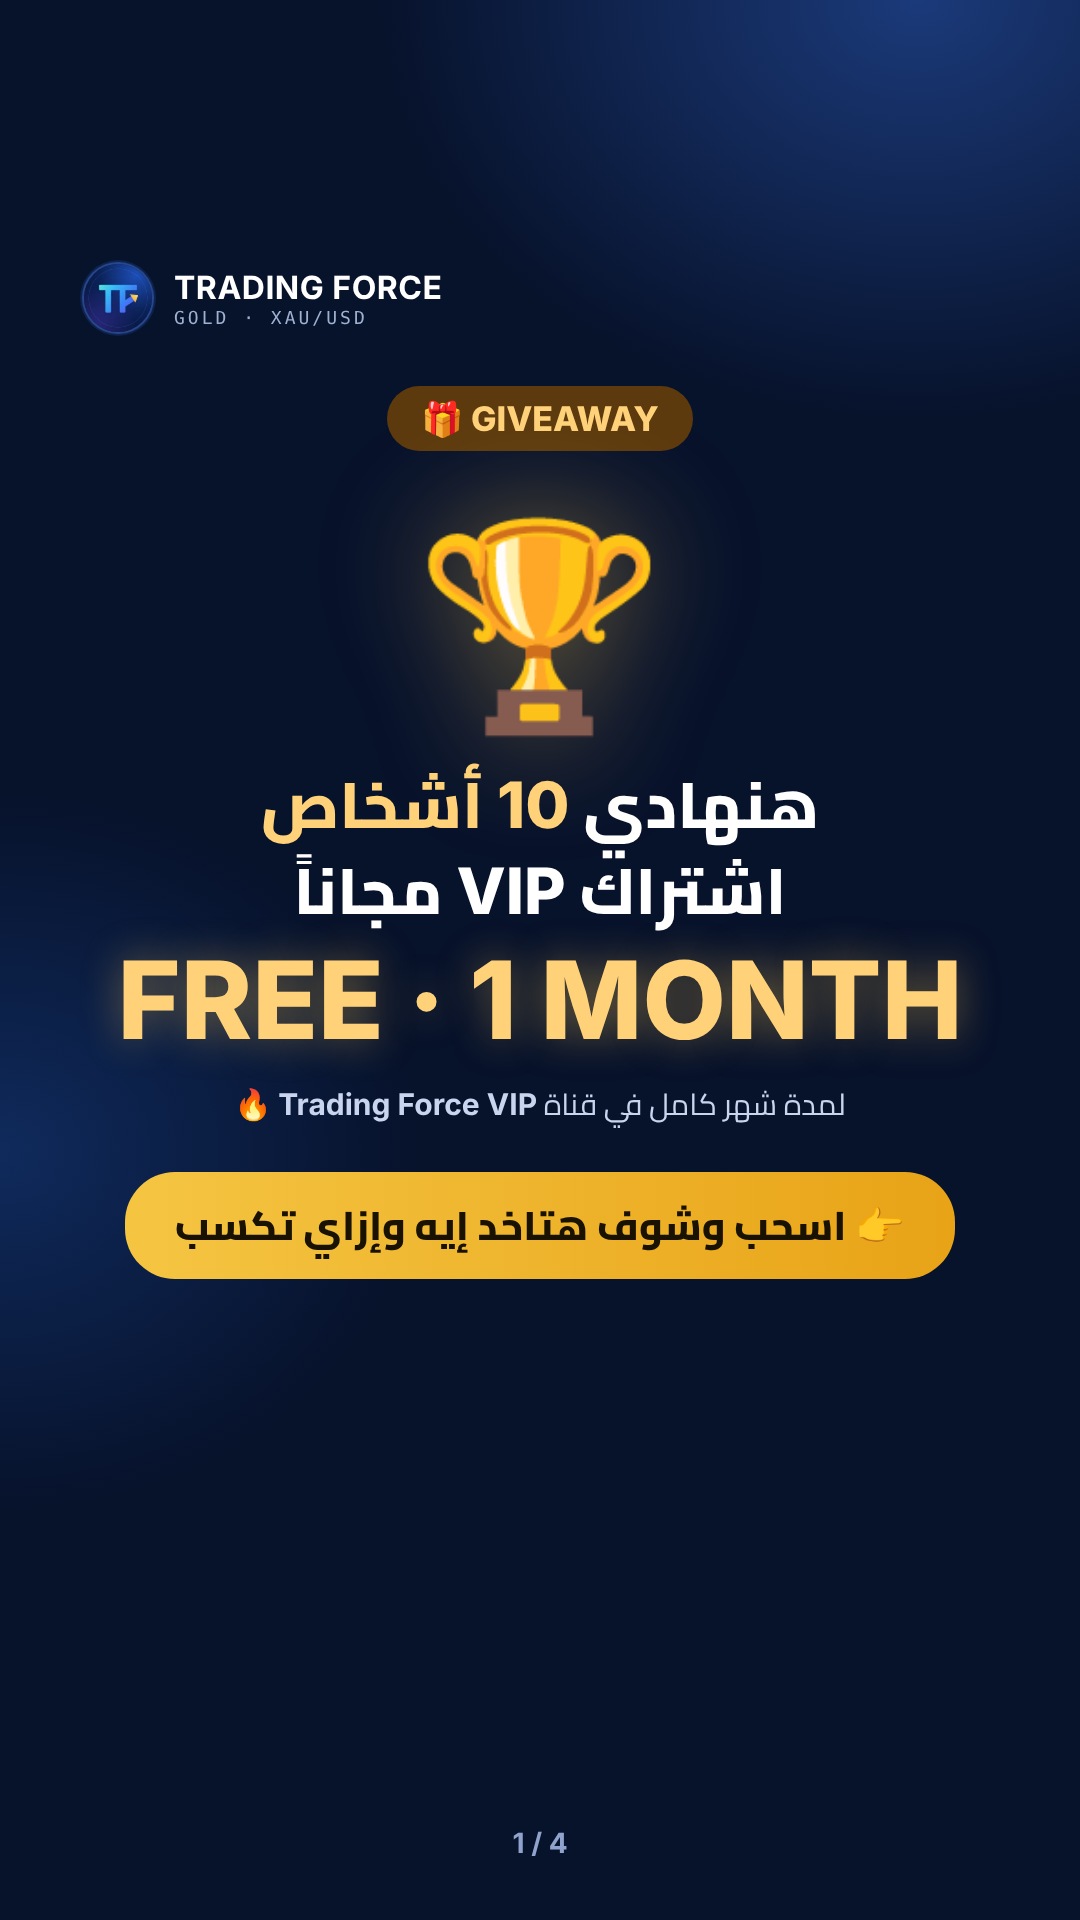 TRADING FORCE
GOLD · XAU/USD
🎁 GIVEAWAY
هنهادي 10 أشخاص
اشتراك VIP مجاناً
FREE · 1 MONTH
لمدة شهر كامل في قناة Trading Force VIP 🔥
👉 اسحب وشوف هتاخد إيه وإزاي تكسب
1 / 4